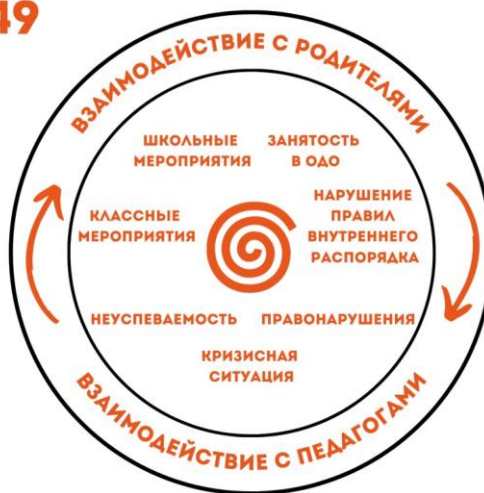 49
ВЗАИМОДЕЙСТВИЕ С РОДИТЕЛЯМИ
ШКОЛЬНЫЕ
МЕРОПРИЯТИЯ
ЗАНЯТОСТЬ
В ОДО
КЛАССНЫЕ
МЕРОПРИЯТИЯ
НАРУШЕНИЕ
ПРАВИЛ
ВНУТРЕННЕГО
РАСПОРЯДКА
НЕУСПЕВАЕМОСТЬ
ПРАВОНАРУШЕНИЯ
КРИЗИСНАЯ
СИТУАЦИЯ
ВЗАИМОДЕЙСТВИЕ С ПЕДАГОГАМИ